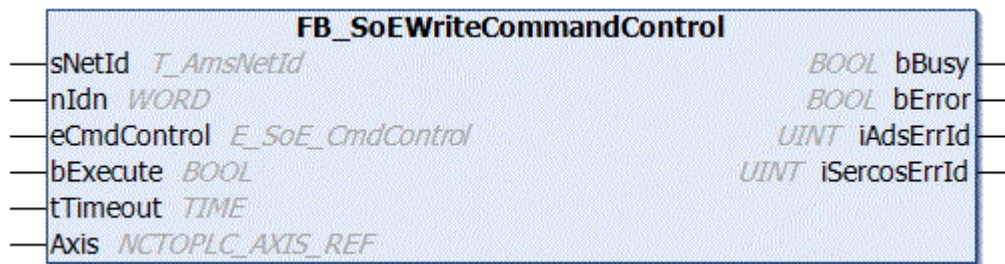 FB_SoEWriteCommandControl
sNetId T_AmsNetId BOOL bBusy
nIdn WORD BOOL bError
eCmdControl E_SoE_CmdControl UINT iAdsErrId
bExecute BOOL UINT iSercosErrId
tTimeout TIME
Axis NCTOPLC_AXIS_REF